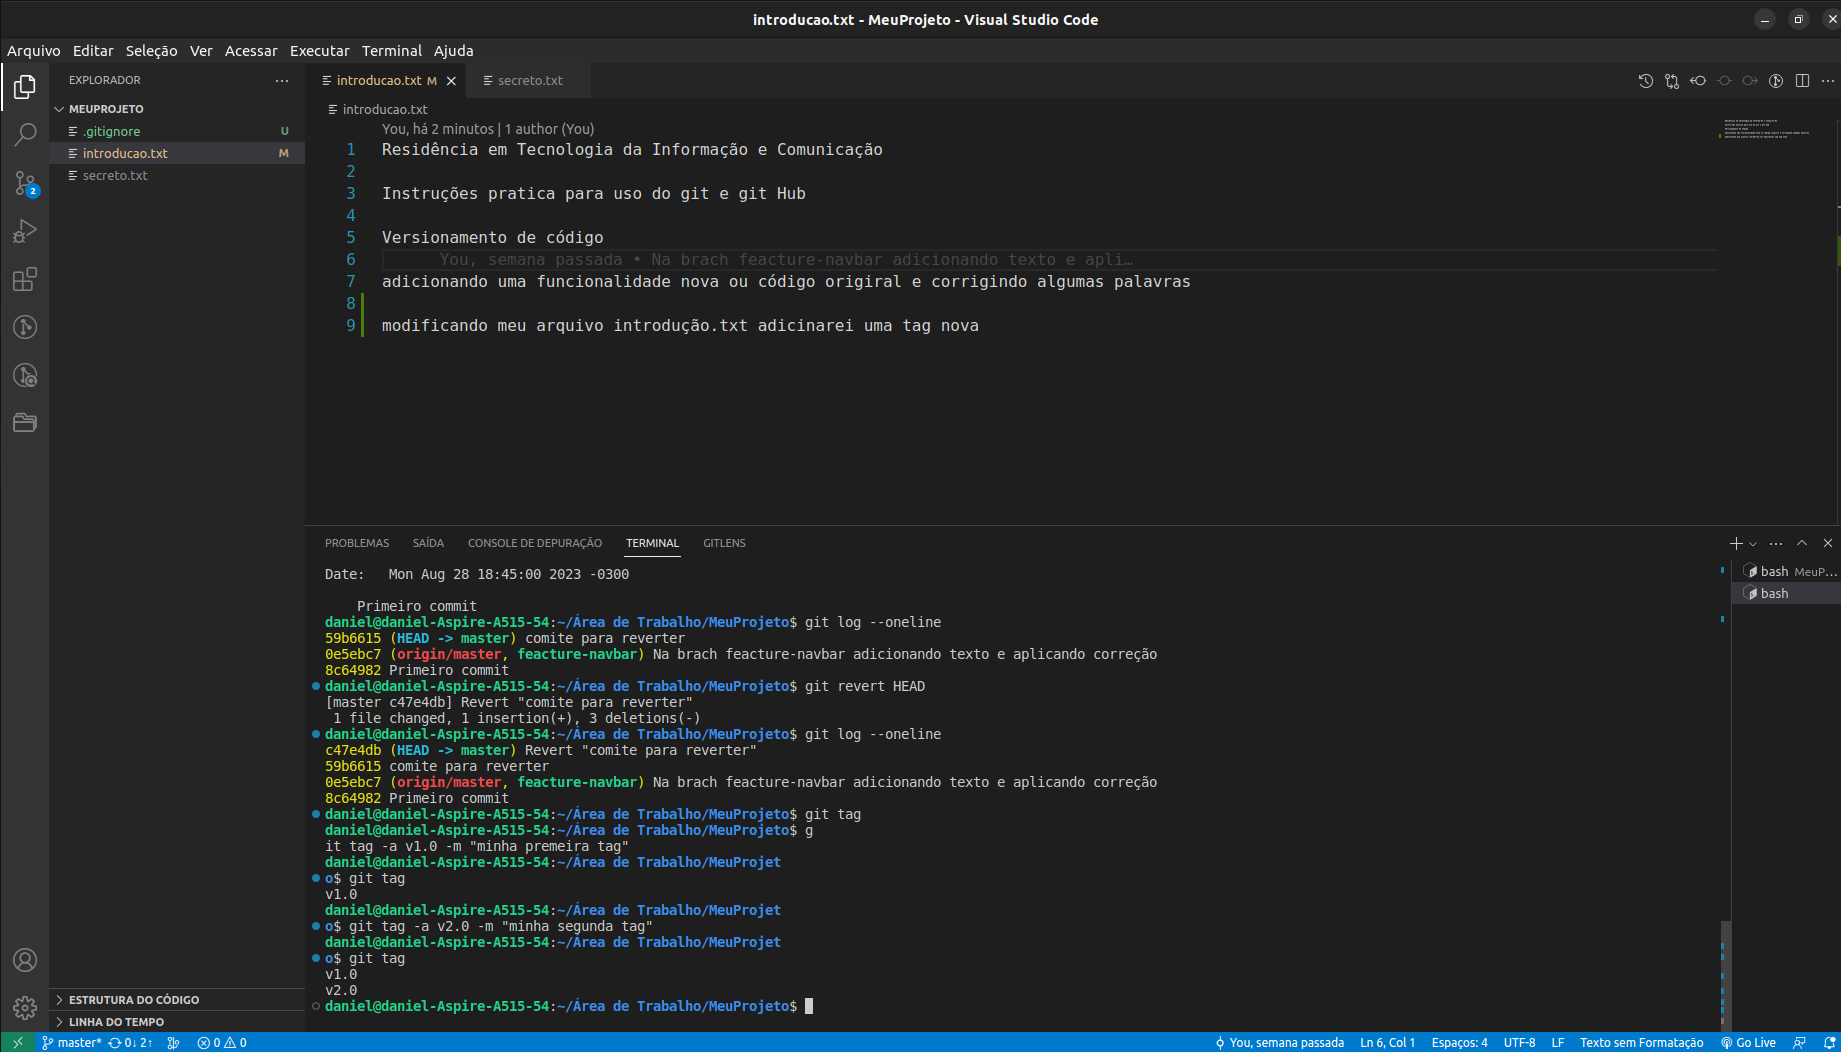 introducao.txt - MeuProjeto - Visual Studio Code
Arquivo Editar Seleção Ver Acessar Executar Terminal Ajuda
EXPLORADOR
MEUPROJETO
.gitignore U
introducao.txt M
secreto.txt
ESTRUTURA DO CÓDIGO
LINHA DO TEMPO
2
introducao.txt M
secreto.txt
introducao.txt
You, há 2 minutos | 1 author (You)
1 Residência em Tecnologia da Informação e Comunicação
2
3 Instruções pratica para uso do git e git Hub
4
5 Versionamento de código
6 You, semana passada • Na brach feacture-navbar adicionando texto e apli…
7 adicionando uma funcionalidade nova ou código origiral e corrigindo algumas palavras
8
9 modificando meu arquivo introdução.txt adicinarei uma tag nova
PROBLEMAS SAÍDA CONSOLE DE DEPURAÇÃO TERMINAL GITLENS
Date: Mon Aug 28 18:45:00 2023 -0300
Primeiro commit
daniel@daniel-Aspire-A515-54:~/Área de Trabalho/MeuProjeto$ git log --oneline
59b6615 (HEAD -> master) comite para reverter
0e5ebc7 (origin/master, feacture-navbar) Na brach feacture-navbar adicionando texto e aplicando correção
8c64982 Primeiro commit
daniel@daniel-Aspire-A515-54:~/Área de Trabalho/MeuProjeto$ git revert HEAD
[master c47e4db] Revert "comite para reverter"
1 file changed, 1 insertion(+), 3 deletions(-)
daniel@daniel-Aspire-A515-54:~/Área de Trabalho/MeuProjeto$ git log --oneline
c47e4db (HEAD -> master) Revert "comite para reverter"
59b6615 comite para reverter
0e5ebc7 (origin/master, feacture-navbar) Na brach feacture-navbar adicionando texto e aplicando correção
8c64982 Primeiro commit
daniel@daniel-Aspire-A515-54:~/Área de Trabalho/MeuProjeto$ git tag
daniel@daniel-Aspire-A515-54:~/Área de Trabalho/MeuProjeto$ g
it tag -a v1.0 -m "minha premeira tag"
daniel@daniel-Aspire-A515-54:~/Área de Trabalho/MeuProjet
o$ git tag
v1.0
daniel@daniel-Aspire-A515-54:~/Área de Trabalho/MeuProjet
o$ git tag -a v2.0 -m "minha segunda tag"
daniel@daniel-Aspire-A515-54:~/Área de Trabalho/MeuProjet
o$ git tag
v1.0
v2.0
daniel@daniel-Aspire-A515-54:~/Área de Trabalho/MeuProjeto$
bash MeuP…
bash
master* 0↓ 2↑ 0 0 You, semana passada Ln 6, Col 1 Espaços: 4 UTF-8 LF Texto sem Formatação Go Live